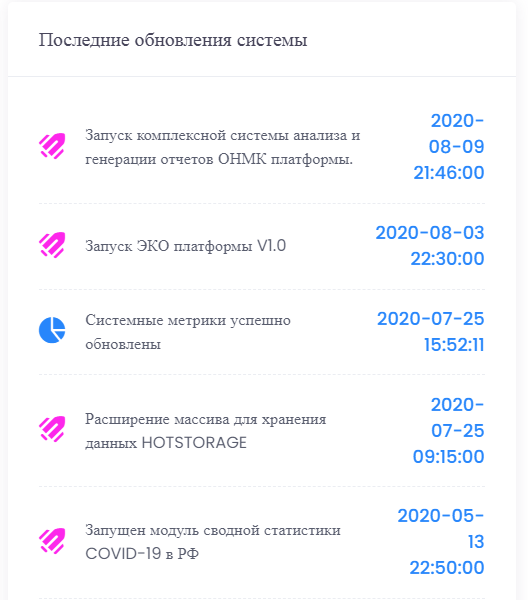 Последние обновления системы
Запуск комплексной системы анализа и
генерации отчетов ОНМК платформы.
2020-
08-09
21:46:00
Запуск ЭКО платформы V1.0
2020-08-03
22:30:00
Системные метрики успешно
обновлены
2020-07-25
15:52:11
Расширение массива для хранения
данных HOTSTORAGE
2020-
07-25
09:15:00
Запущен модуль сводной статистики
COVID-19 в РФ
2020-05-
13
22:50:00